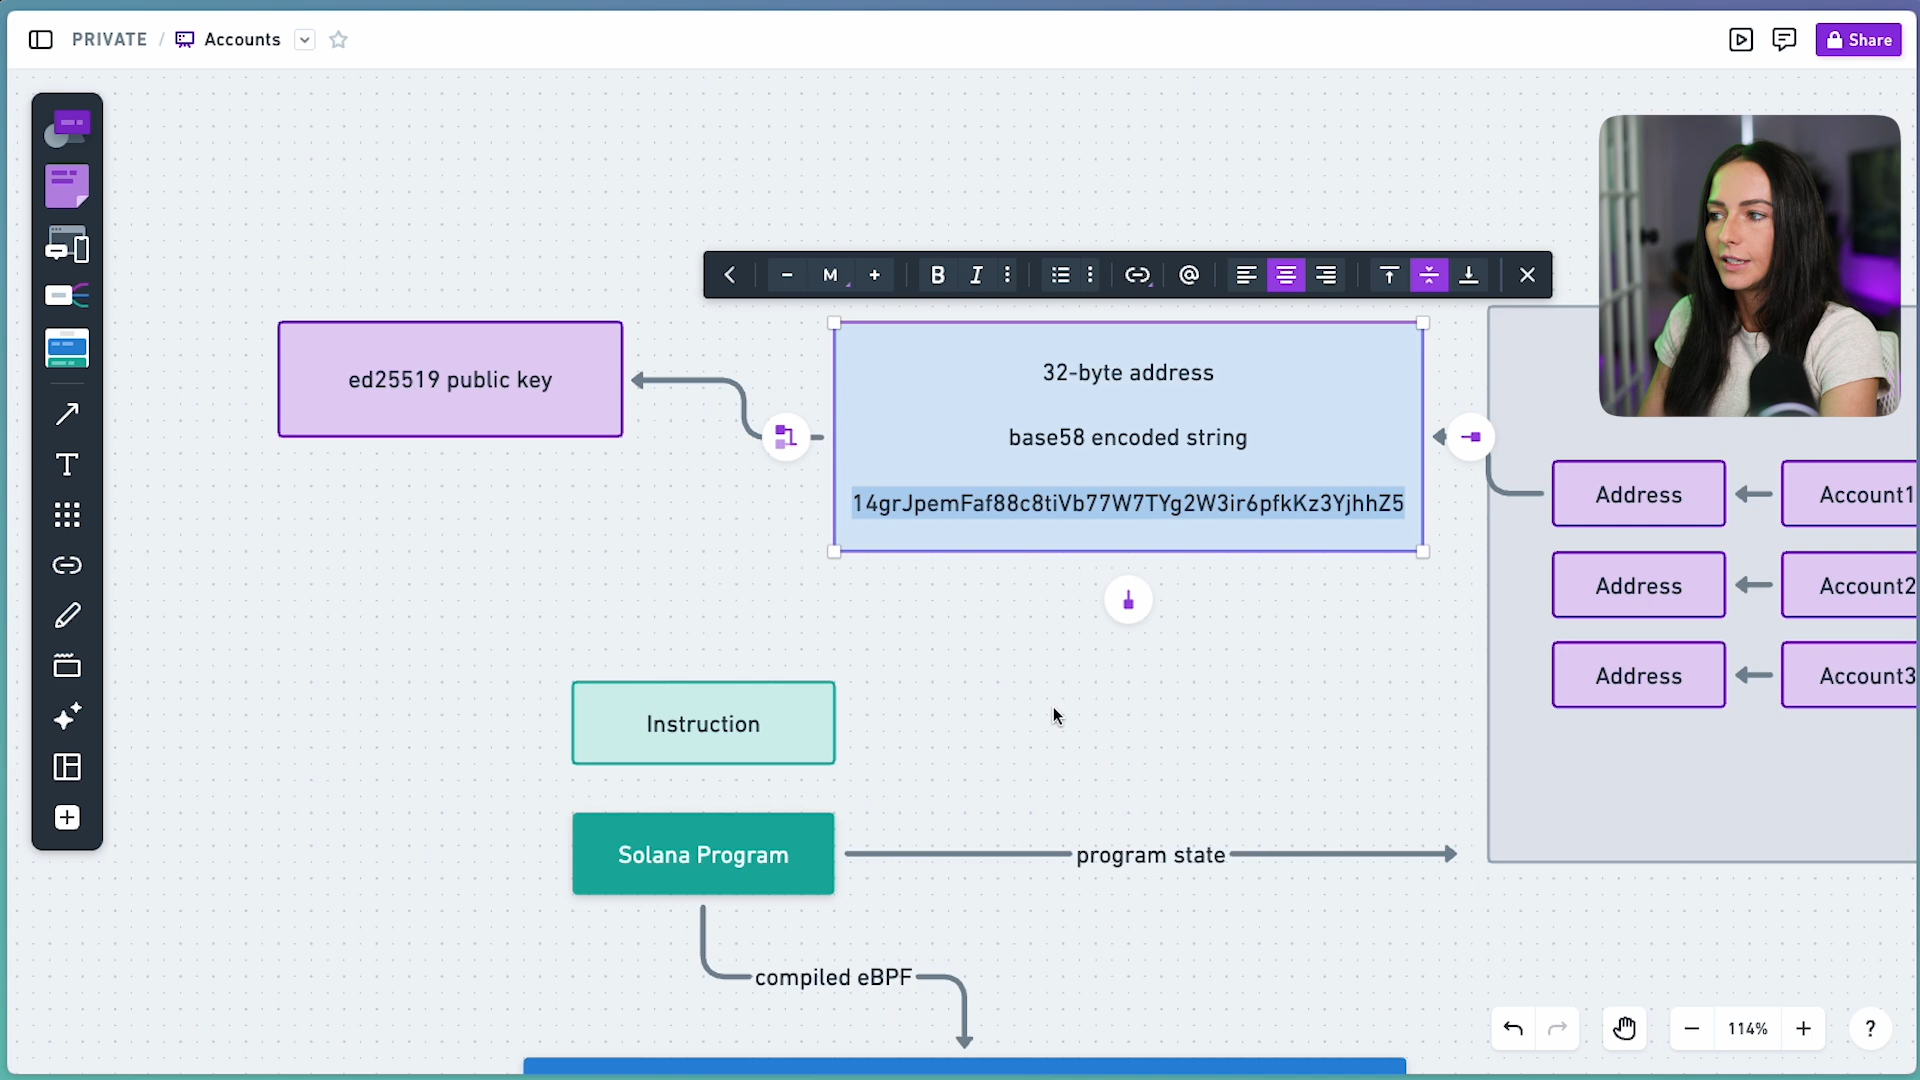 PRIVATE / Accounts
Share
M
B I
@
ed25519 public key
32-byte address
base58 encoded string
14grJpemFaf88c8tiVb77W7TYg2W3ir6pfkKz3YjhhZ5
Address
Account1
Address
Account2
Address
Account3
Instruction
Solana Program
program state
compiled eBPF
114%
?